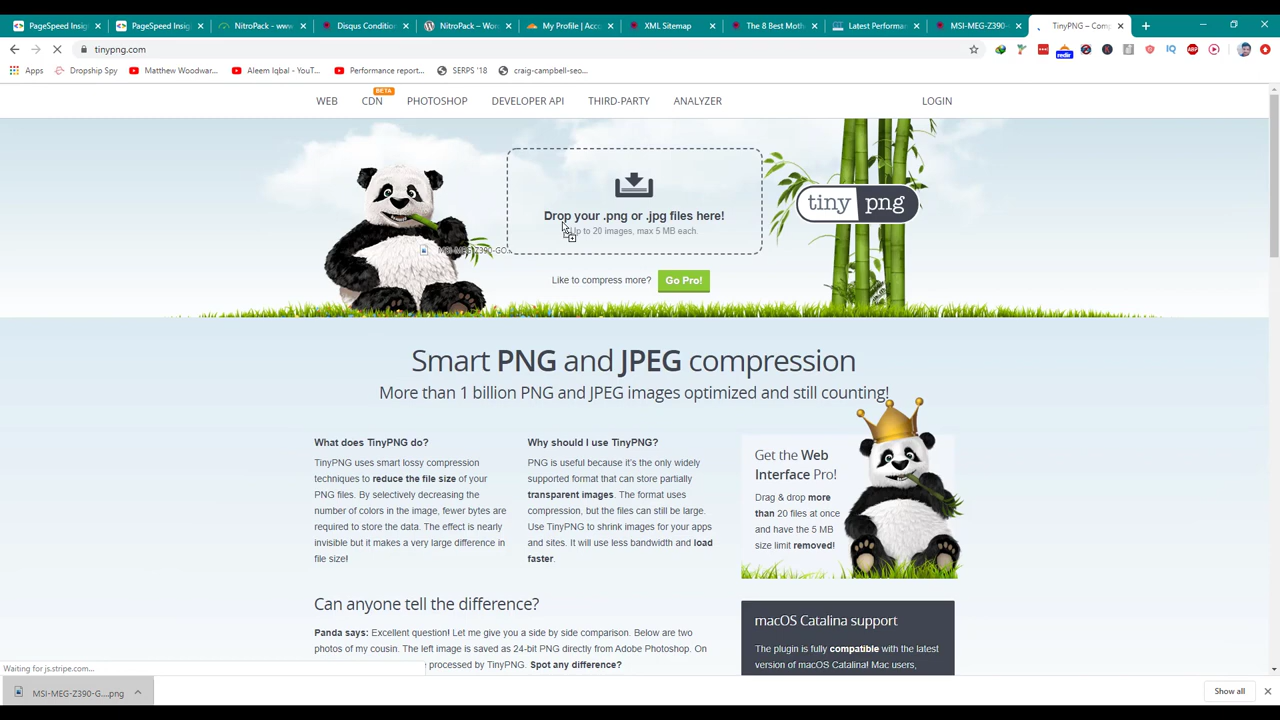 PageSpeed Insig
PageSpeed Insig
NitroPack - www
Disqus Condition
NitroPack – Wor
My Profile | Acco
XML Sitemap
The 8 Best Moth
Latest Performa
MSI-MEG-Z390-
TinyPNG – Comp
tinypng.com
redir
IQ
ABP
Apps
Dropship Spy
Matthew Woodwar...
Aleem Iqbal - YouT...
Performance report...
SERPS '18
craig-campbell-seo...
WEB
CDN
BETA
PHOTOSHOP
DEVELOPER API
THIRD-PARTY
ANALYZER
LOGIN
Drop your .png or .jpg files here!
Up to 20 images, max 5 MB each.
MSI-MEG-Z390-GO...
tiny png
Like to compress more? Go Pro!
Smart PNG and JPEG compression
More than 1 billion PNG and JPEG images optimized and still counting!
What does TinyPNG do?
TinyPNG uses smart lossy compression
techniques to reduce the file size of your
PNG files. By selectively decreasing the
number of colors in the image, fewer bytes are
required to store the data. The effect is nearly
invisible but it makes a very large difference in
file size!
Why should I use TinyPNG?
PNG is useful because it's the only widely
supported format that can store partially
transparent images. The format uses
compression, but the files can still be large.
Use TinyPNG to shrink images for your apps
and sites. It will use less bandwidth and load
faster.
Get the Web
Interface Pro!
Drag & drop more
than 20 files at once
and have the 5 MB
size limit removed!
Can anyone tell the difference?
Panda says: Excellent question! Let me give you a side by side comparison. Below are two
photos of my cousin. The left image is saved as 24-bit PNG directly from Adobe Photoshop. On
processed by TinyPNG. Spot any difference?
macOS Catalina support
The plugin is fully compatible with the latest
version of macOS Catalina! Mac users,
Waiting for js.stripe.com...
MSI-MEG-Z390-G....png
Show all